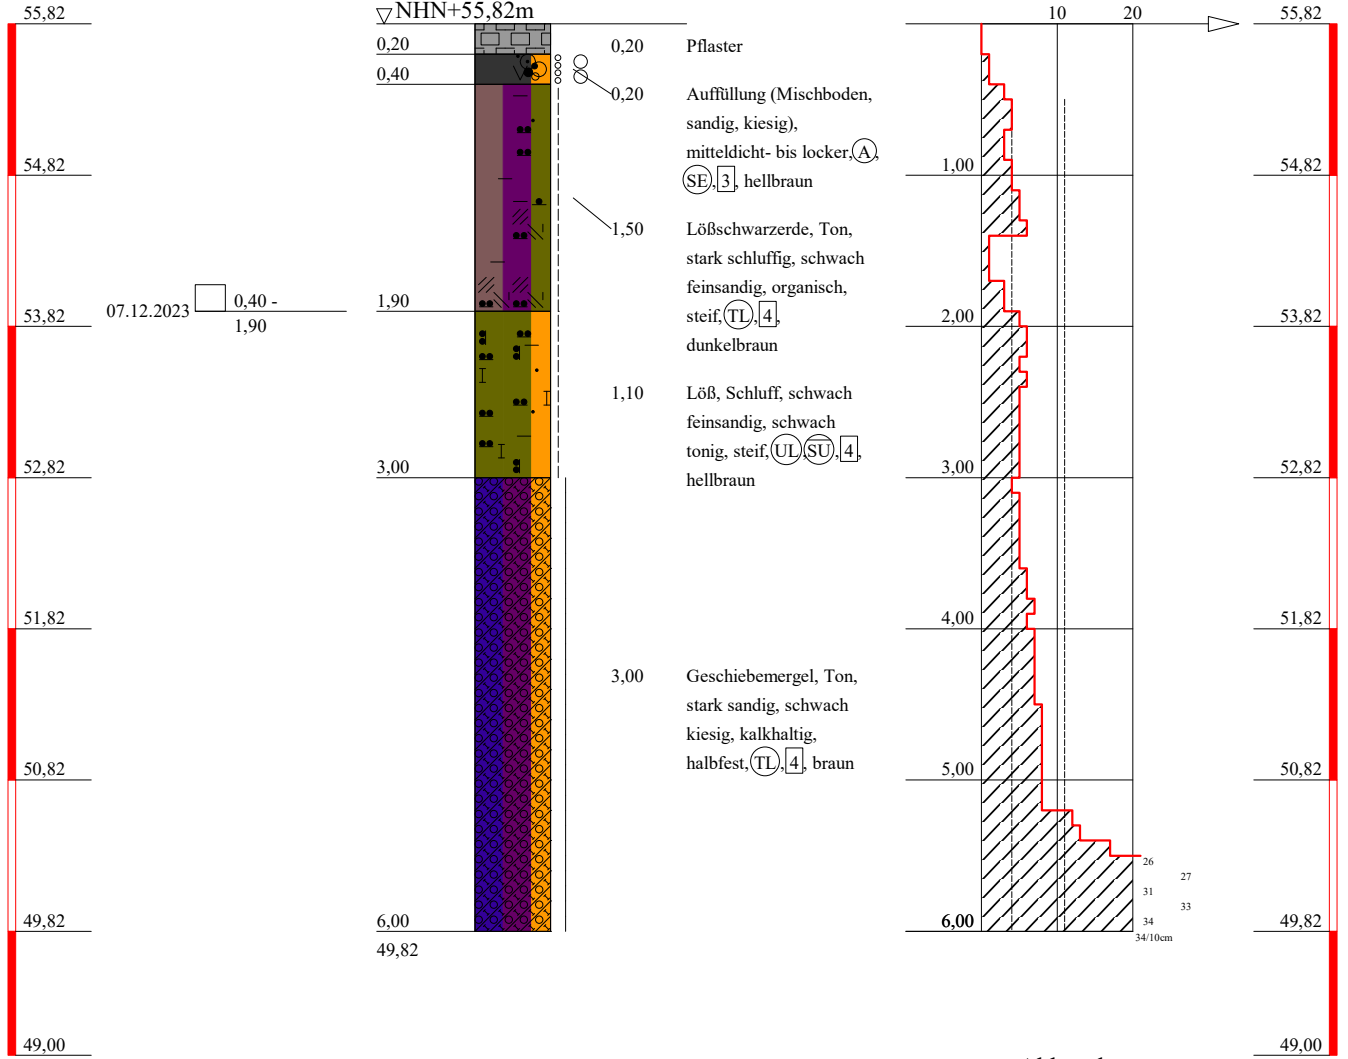 55,82
54,82
53,82
52,82
51,82
50,82
49,82
49,00
07.12.2023
0,40 -
1,90
NHN+55,82m
0,20
0,40
1,90
3,00
6,00
49,82
0,20
Pflaster
0,20
Auffüllung (Mischboden,
sandig, kiesig),
mitteldicht- bis locker, A,
SE, 3, hellbraun
1,50
Lößschwarzerde, Ton,
stark schluffig, schwach
feinsandig, organisch,
steif, TL, 4,
dunkelbraun
1,10
Löß, Schluff, schwach
feinsandig, schwach
tonig, steif, UL, S̅U̅, 4,
hellbraun
3,00
Geschiebemergel, Ton,
stark sandig, schwach
kiesig, kalkhaltig,
halbfest, TL, 4, braun
10 20
1,00
2,00
3,00
4,00
5,00
6,00
26
27
31
33
34
34/10cm
55,82
54,82
53,82
52,82
51,82
50,82
49,82
49,00